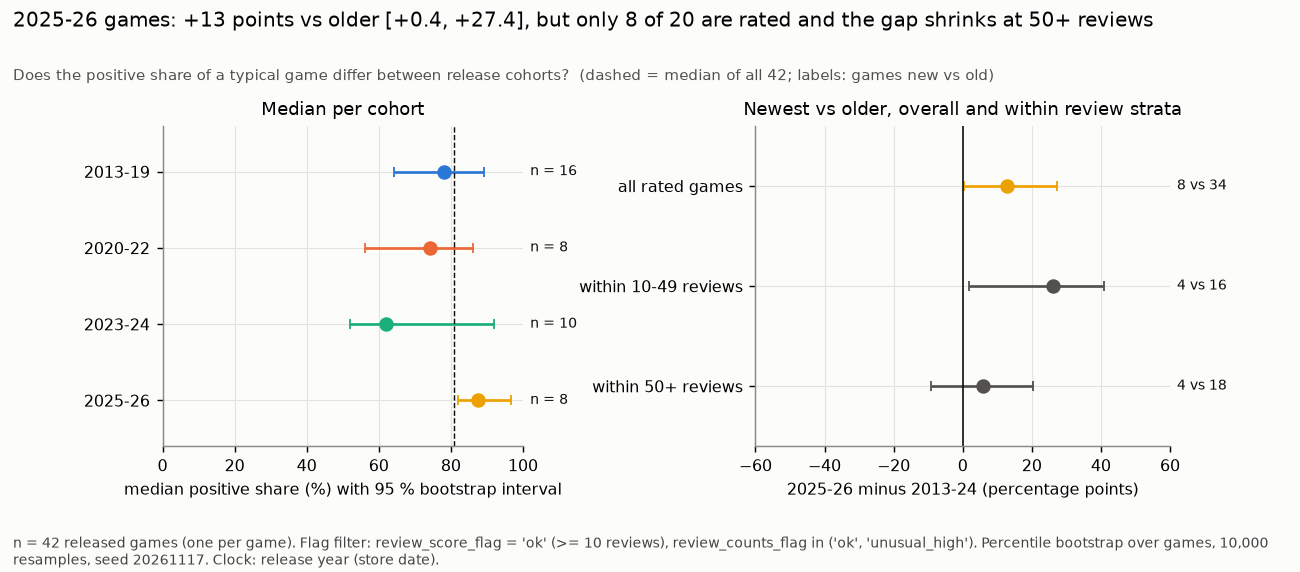 2025-26 games: +13 points vs older [+0.4, +27.4], but only 8 of 20 are rated and the gap shrinks at 50+ reviews
Does the positive share of a typical game differ between release cohorts?  (dashed = median of all 42; labels: games new vs old)
Median per cohort
2013-19
n = 16
2020-22
n = 8
2023-24
n = 10
2025-26
n = 8
0 20 40 60 80 100
median positive share (%) with 95 % bootstrap interval
Newest vs older, overall and within review strata
all rated games
8 vs 34
within 10-49 reviews
4 vs 16
within 50+ reviews
4 vs 18
−60 −40 −20 0 20 40 60
2025-26 minus 2013-24 (percentage points)
n = 42 released games (one per game). Flag filter: review_score_flag = 'ok' (>= 10 reviews), review_counts_flag in ('ok', 'unusual_high'). Percentile bootstrap over games, 10,000
resamples, seed 20261117. Clock: release year (store date).